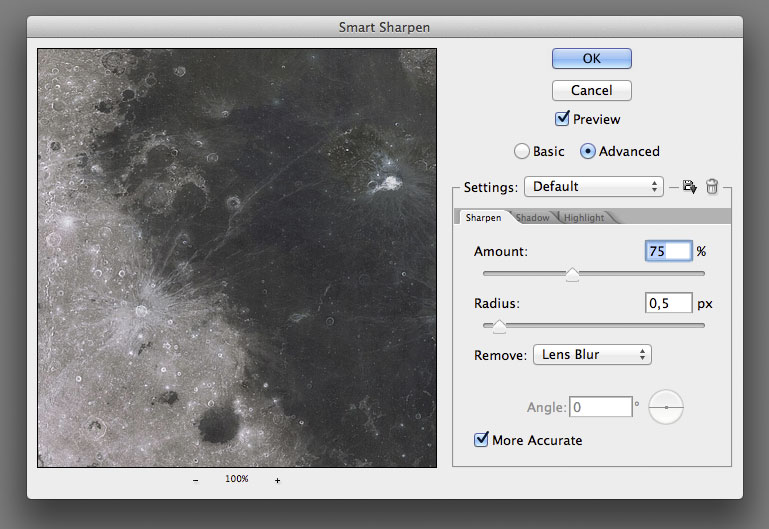 Smart Sharpen
OK
Cancel
Preview
Basic Advanced
Settings: Default
Sharpen Shadow Highlight
Amount: 75 %
Radius: 0,5 px
Remove: Lens Blur
Angle: 0 °
More Accurate
− 100% +